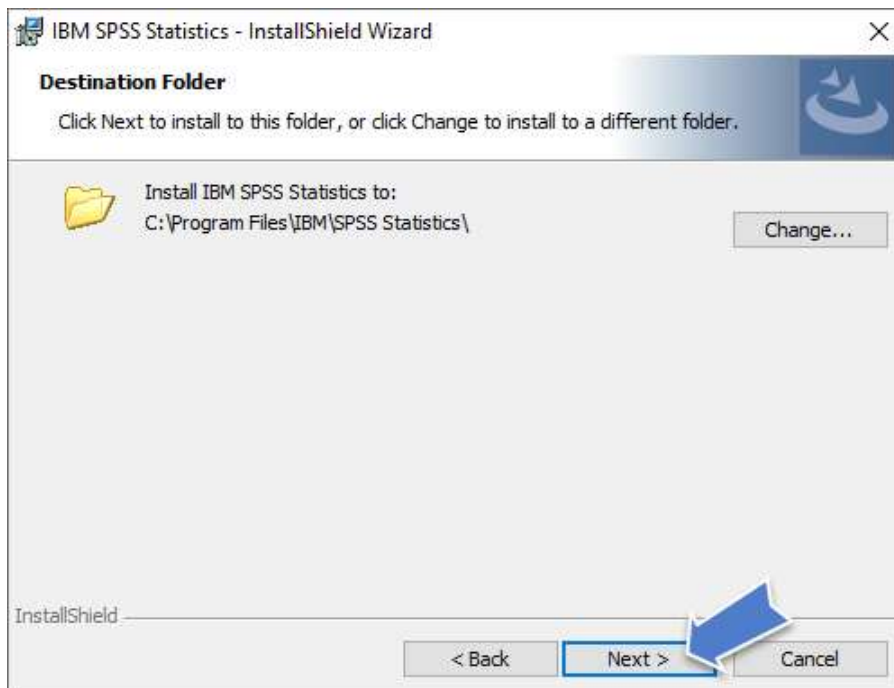 IBM SPSS Statistics - InstallShield Wizard
Destination Folder
Click Next to install to this folder, or click Change to install to a different folder.
Install IBM SPSS Statistics to:
C:\Program Files\IBM\SPSS Statistics\
Change...
InstallShield
< Back
Next >
Cancel